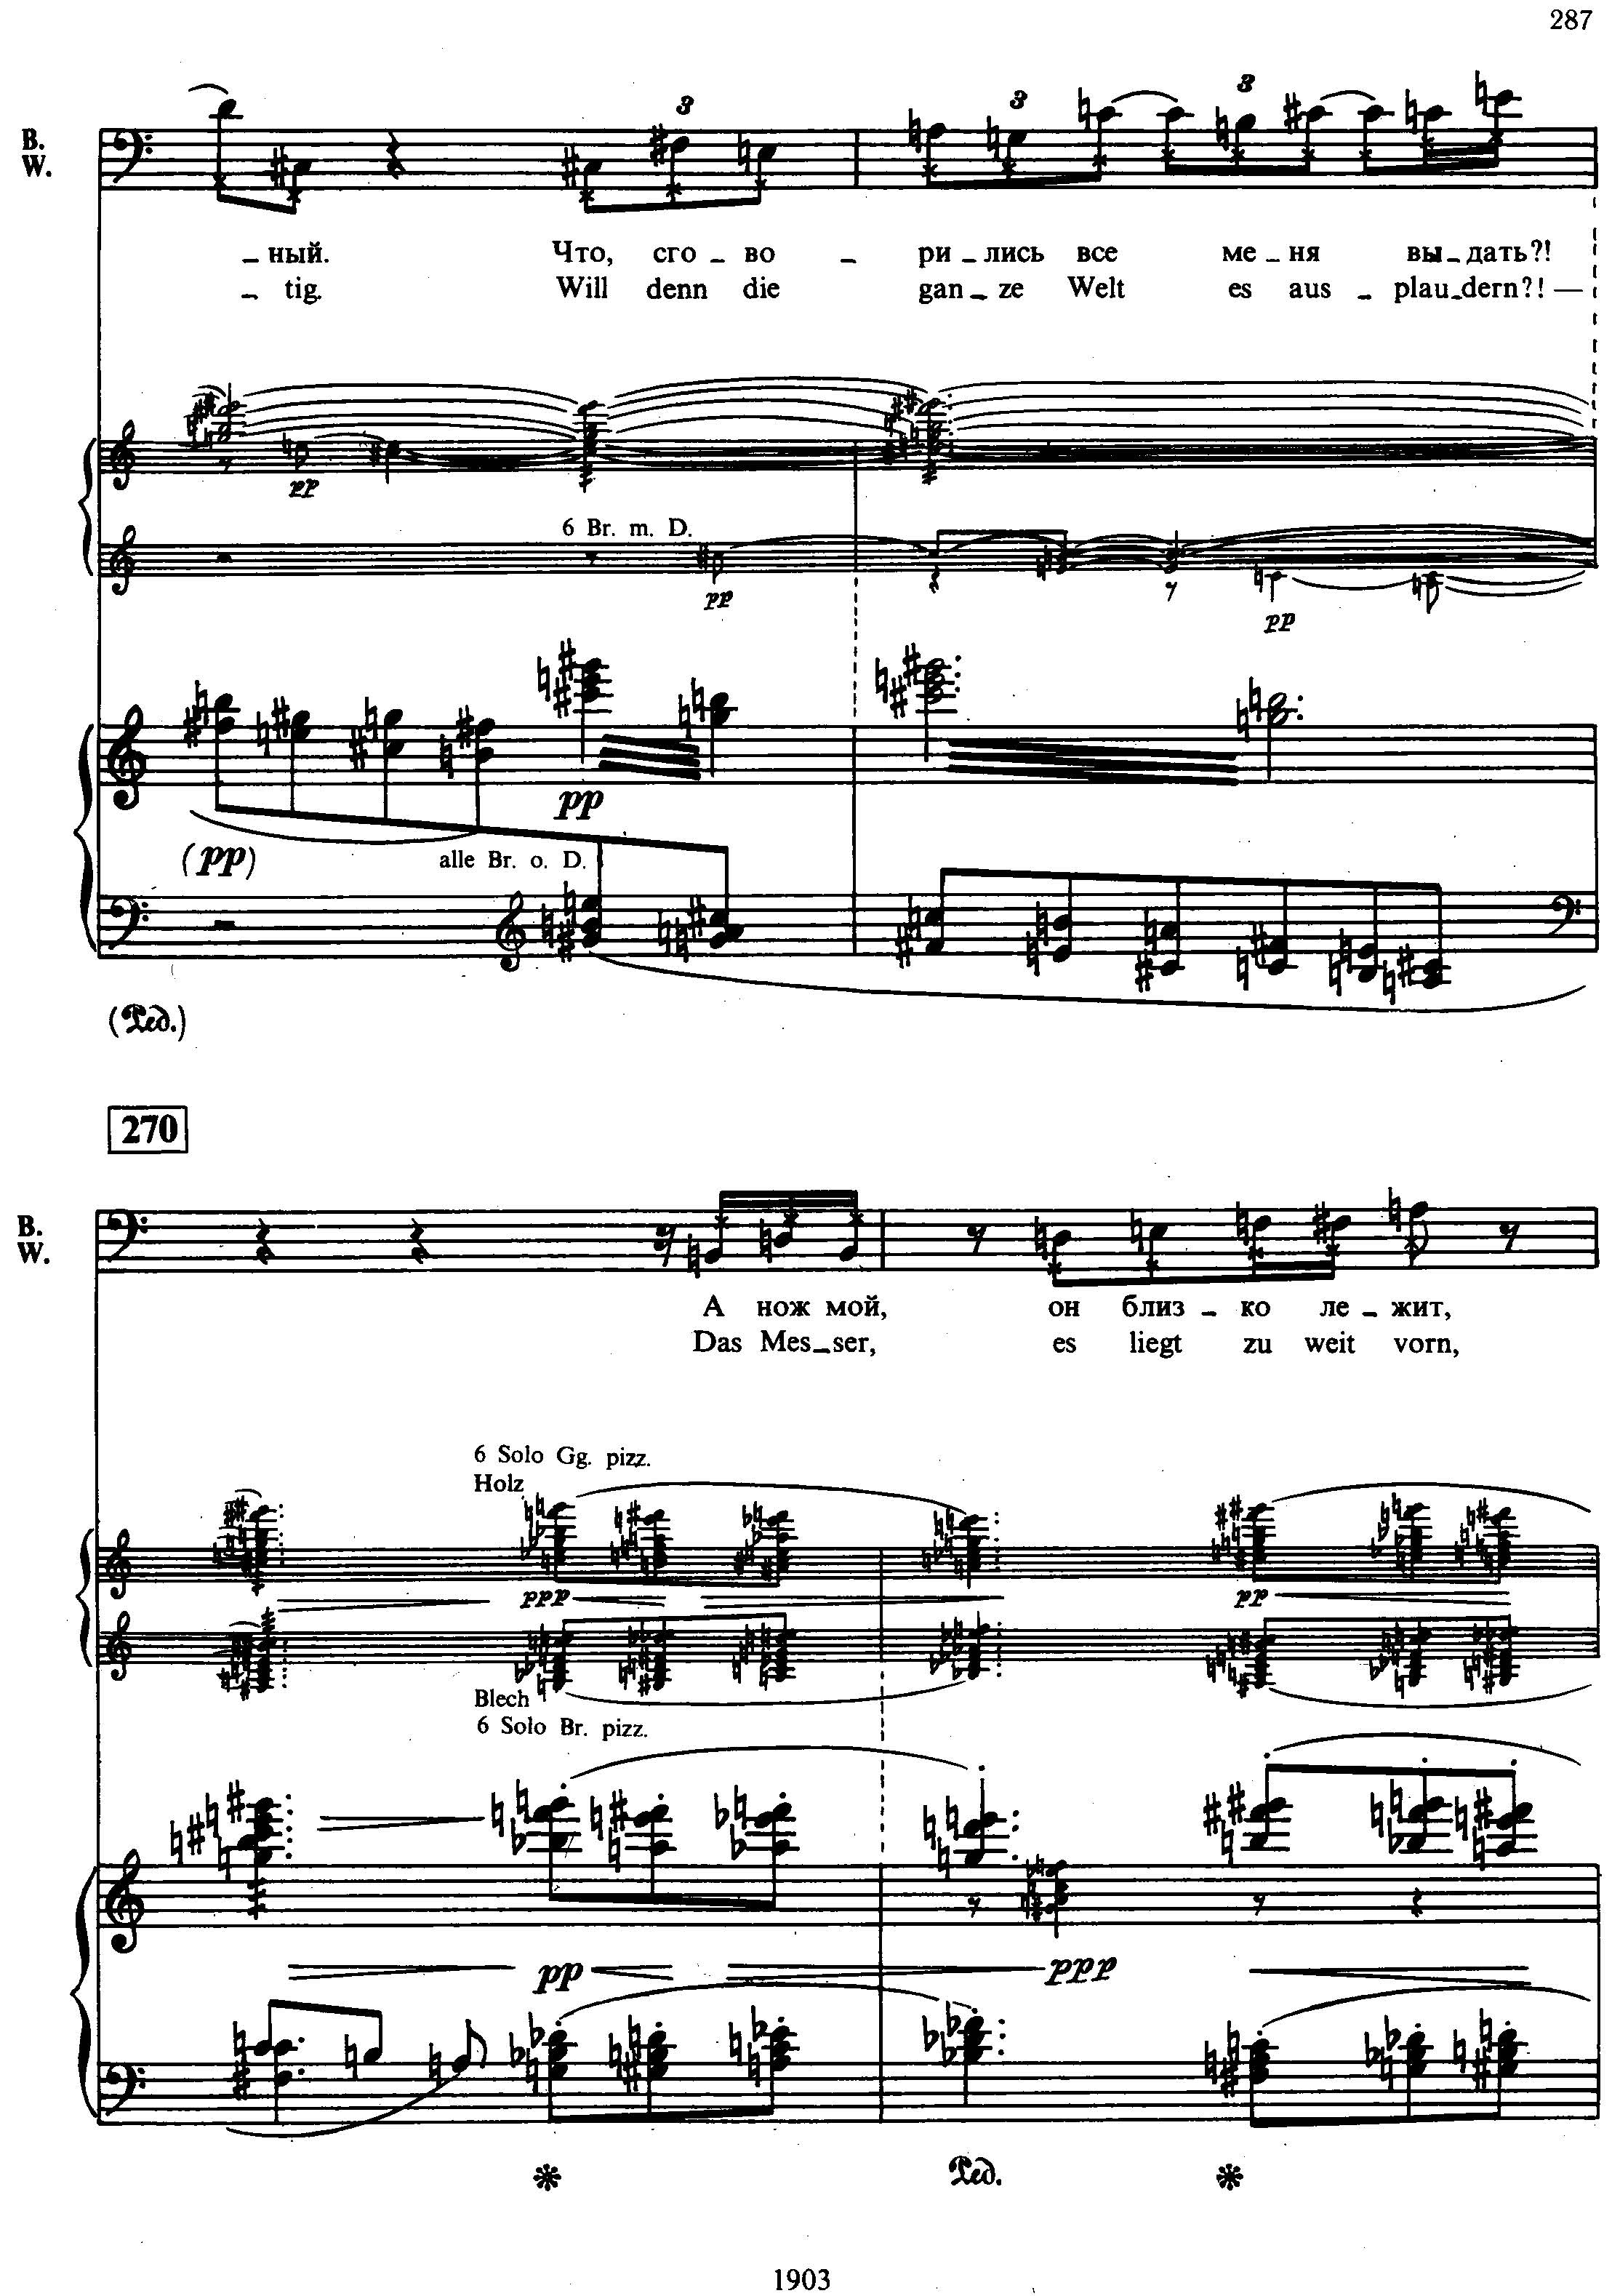 287
3 3 3
B.
W.
_ ный. Что, сго _ во _ ри _ лись все ме _ ня вы _ дать?!
_ tig. Will denn die gan _ ze Welt es aus _ plau _ dern?! —
pp
6 Br. m. D.
pp pp
pp
(pp) alle Br. o. D.
(Ped.)
270
B.
W.
А нож мой, он близ _ ко ле _ жит,
Das Mes _ ser, es liegt zu weit vorn,
6 Solo Gg. pizz.
Holz
ppp pp
Blech
6 Solo Br. pizz.
pp ppp
Ped.
1903